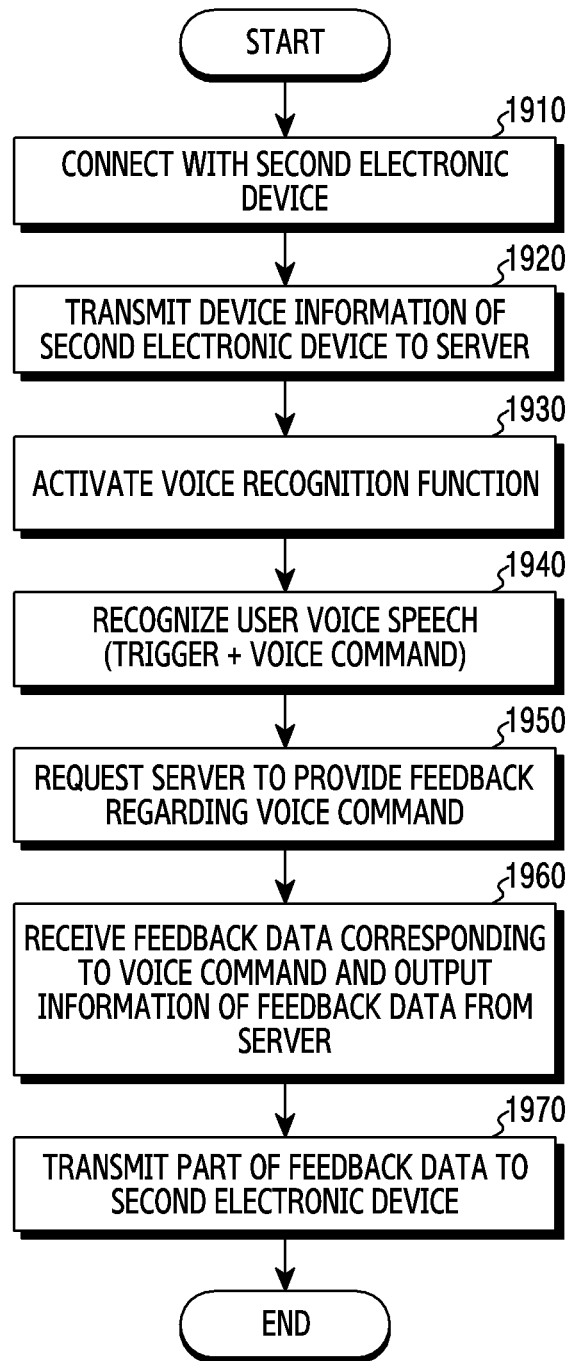 START
1910
CONNECT WITH SECOND ELECTRONIC
DEVICE
1920
TRANSMIT DEVICE INFORMATION OF
SECOND ELECTRONIC DEVICE TO SERVER
1930
ACTIVATE VOICE RECOGNITION FUNCTION
1940
RECOGNIZE USER VOICE SPEECH
(TRIGGER + VOICE COMMAND)
1950
REQUEST SERVER TO PROVIDE FEEDBACK
REGARDING VOICE COMMAND
1960
RECEIVE FEEDBACK DATA CORRESPONDING
TO VOICE COMMAND AND OUTPUT
INFORMATION OF FEEDBACK DATA FROM
SERVER
1970
TRANSMIT PART OF FEEDBACK DATA TO
SECOND ELECTRONIC DEVICE
END